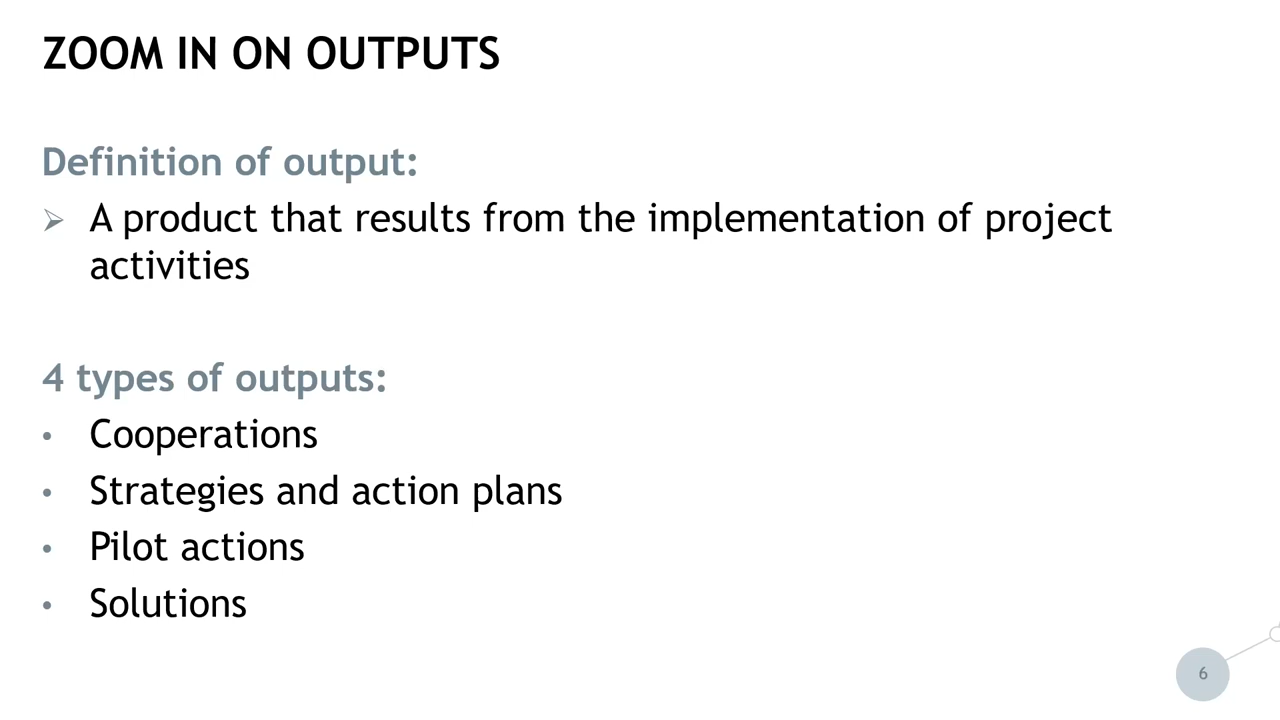 ZOOM IN ON OUTPUTS
Definition of output:
➢ A product that results from the implementation of project
activities
4 types of outputs:
• Cooperations
• Strategies and action plans
• Pilot actions
• Solutions
6